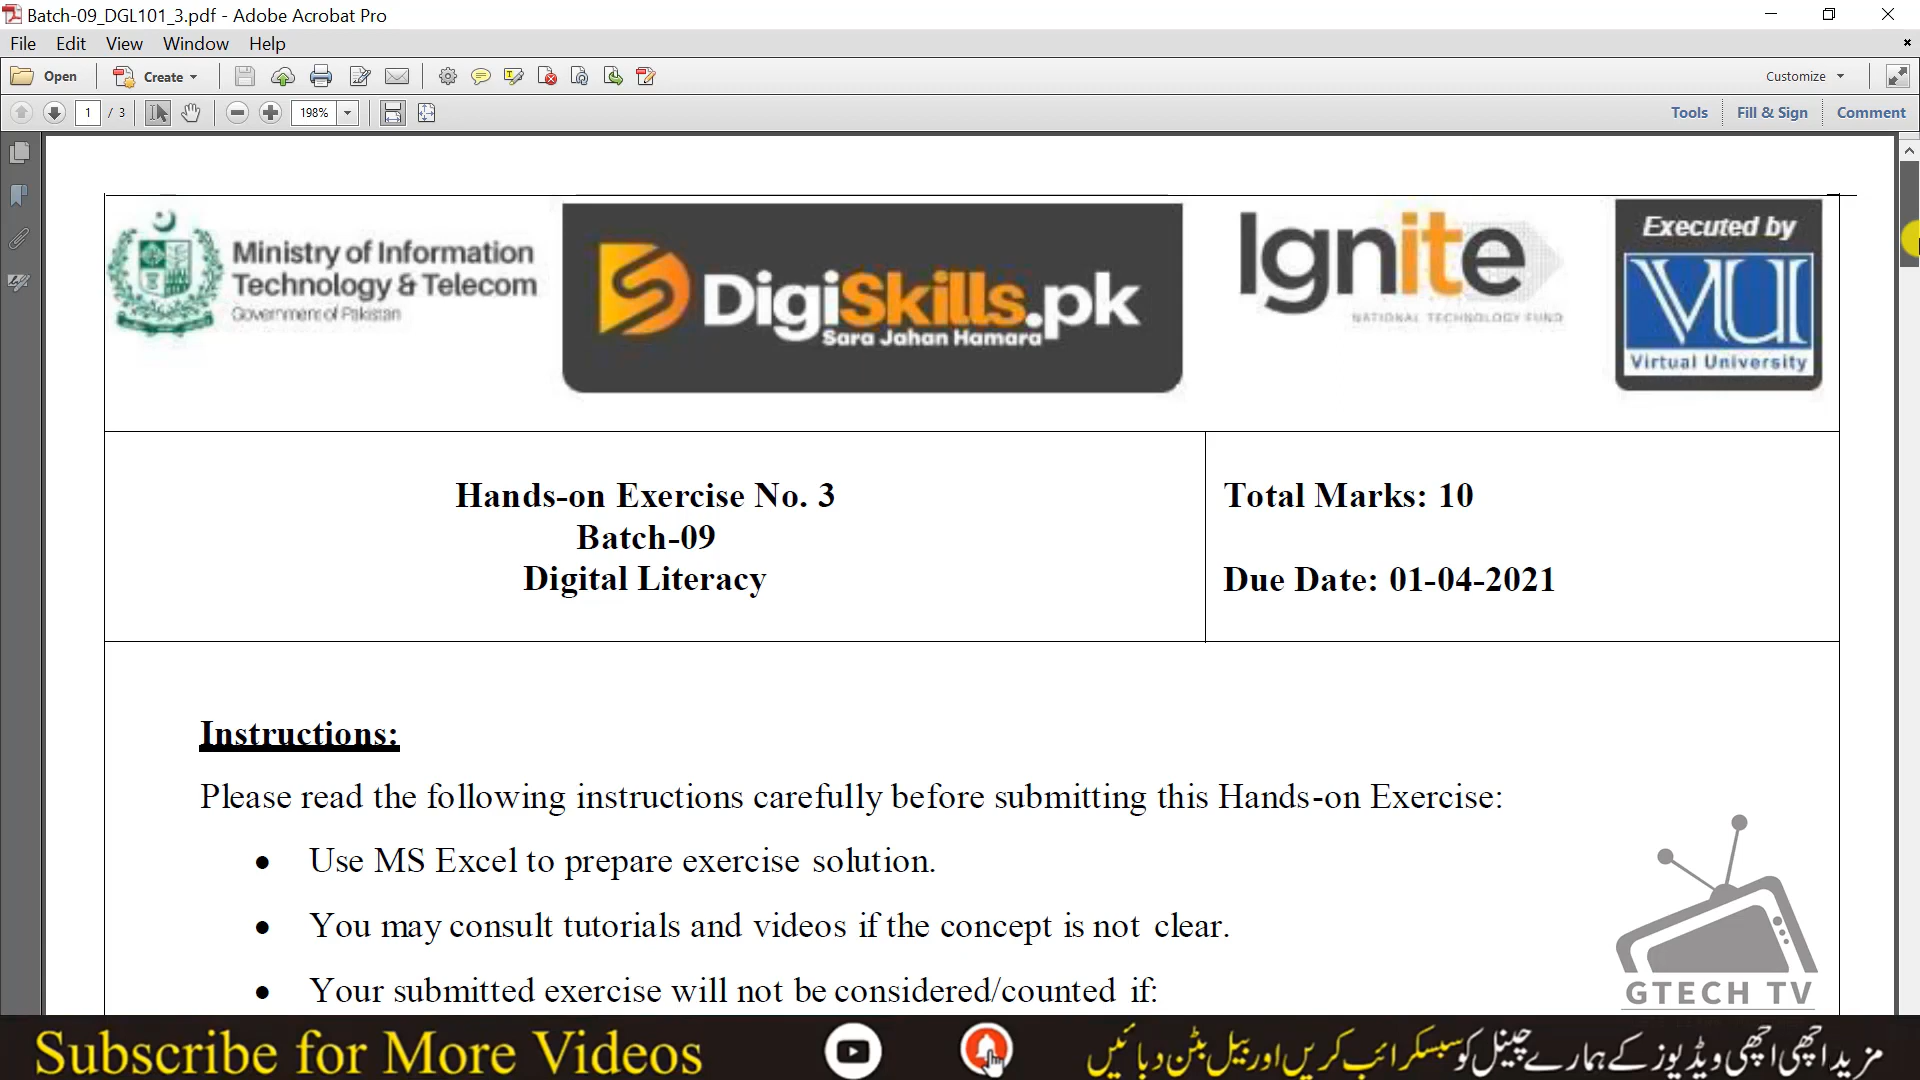 Batch-09_DGL101_3.pdf - Adobe Acrobat Pro
File Edit View Window Help
Open Create Customize
1 / 3 198% Tools Fill & Sign Comment
Ministry of Information
Technology & Telecom
Government of Pakistan
DigiSkills.pk
Sara Jahan Hamara
Ignite
NATIONAL TECHNOLOGY FUND
Executed by
VU
Virtual University
Hands-on Exercise No. 3
Batch-09
Digital Literacy
Total Marks: 10
Due Date: 01-04-2021
Instructions:
Please read the following instructions carefully before submitting this Hands-on Exercise:
• Use MS Excel to prepare exercise solution.
• You may consult tutorials and videos if the concept is not clear.
• Your submitted exercise will not be considered/counted if:
GTECH TV
Subscribe for More Videos
مزید اچھی اچھی ویڈیوز کے ہمارے چینل کو سبسکرائب کریں اور بیل بٹن دبائیں